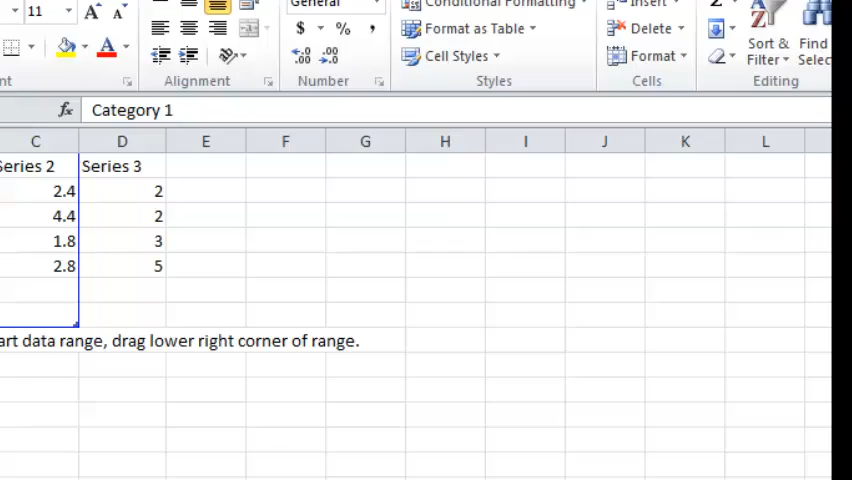 11 A A General Conditional Formatting Insert Σ
$ % , Format as Table Delete
A .0 .00 Cell Styles Format Sort & Filter Find Selec
nt Alignment Number Styles Cells Editing
fx Category 1
C D E F G H I J K L
Series 2 Series 3
2.4 2
4.4 2
1.8 3
2.8 5
art data range, drag lower right corner of range.